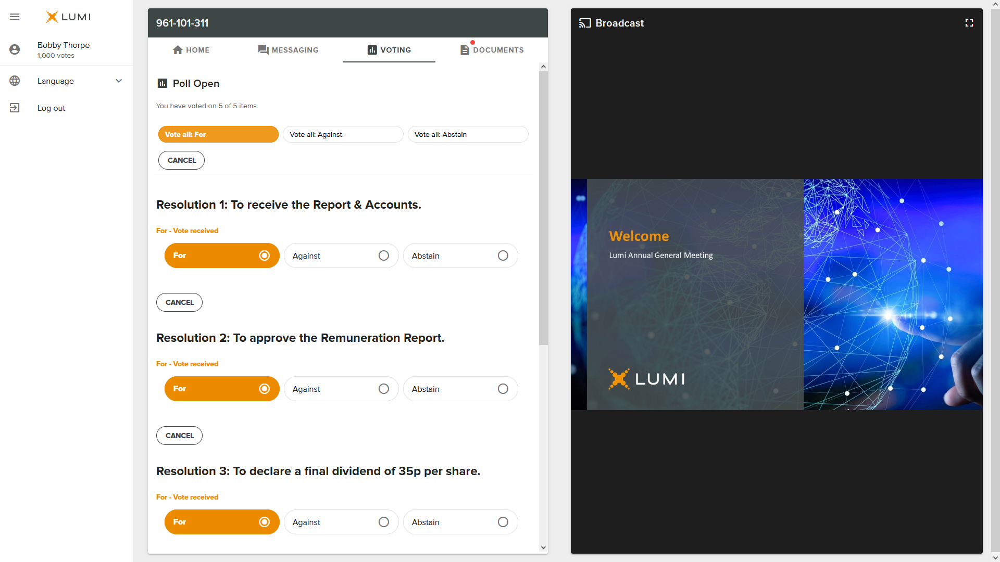 LUMI
Bobby Thorpe
1,000 votes
Language
Log out
961-101-311
HOME
MESSAGING
VOTING
DOCUMENTS
Poll Open
You have voted on 5 of 5 items
Vote all: For
Vote all: Against
Vote all: Abstain
CANCEL
Resolution 1: To receive the Report & Accounts.
For - Vote received
For
Against
Abstain
CANCEL
Resolution 2: To approve the Remuneration Report.
For - Vote received
For
Against
Abstain
CANCEL
Resolution 3: To declare a final dividend of 35p per share.
For - Vote received
For
Against
Abstain
Broadcast
Welcome
Lumi Annual General Meeting
LUMI